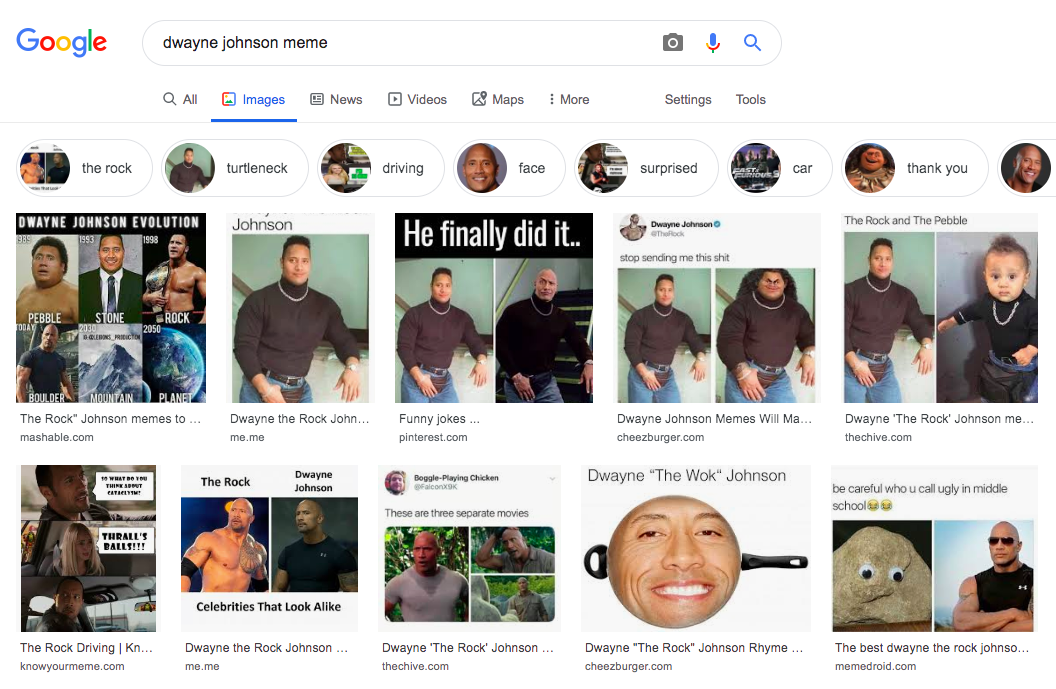 Google
dwayne johnson meme
All
Images
News
Videos
Maps
More
Settings
Tools
the rock
turtleneck
driving
face
surprised
car
thank you
DWAYNE JOHNSON EVOLUTION
1993
1998
PEBBLE
STONE
ROCK
TODAY
2030
2050
BOULDER
MOUNTAIN
PLANET
The Rock" Johnson memes to ...
mashable.com
Johnson
Dwayne the Rock John...
me.me
He finally did it..
Funny jokes ...
pinterest.com
Dwayne Johnson
@TheRock
stop sending me this shit
Dwayne Johnson Memes Will Ma...
cheezburger.com
The Rock and The Pebble
Dwayne 'The Rock' Johnson me...
thechive.com
SO WHAT DO YOU
THINK ABOUT
CATACLYSM?
THRALL'S
BALLS!!!
The Rock Driving | Kn...
knowyourmeme.com
The Rock
Dwayne
Johnson
Celebrities That Look Alike
Dwayne the Rock Johnson ...
me.me
Boggle-Playing Chicken
@FalconX9K
These are three separate movies
Dwayne 'The Rock' Johnson ...
thechive.com
Dwayne "The Wok" Johnson
Dwayne "The Rock" Johnson Rhyme ...
cheezburger.com
be careful who u call ugly in middle
school😂😂
The best dwayne the rock johnso...
memedroid.com